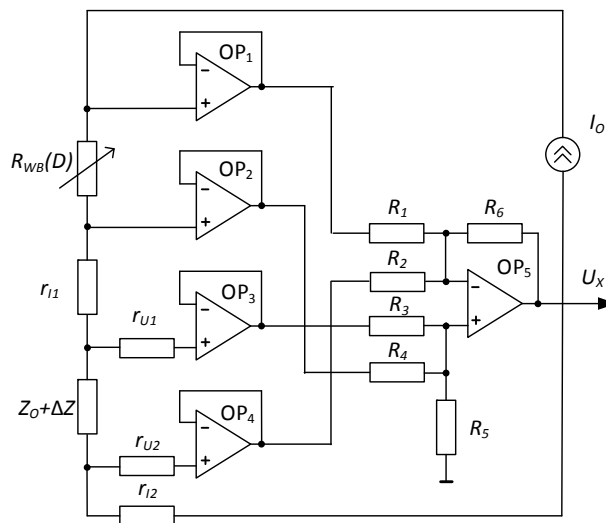 OP1
IO
RWB(D)
OP2
R1
R6
R2
OP5
UX
rI1
OP3
rU1
R3
R4
ZO+ΔZ
OP4
R5
rU2
rI2